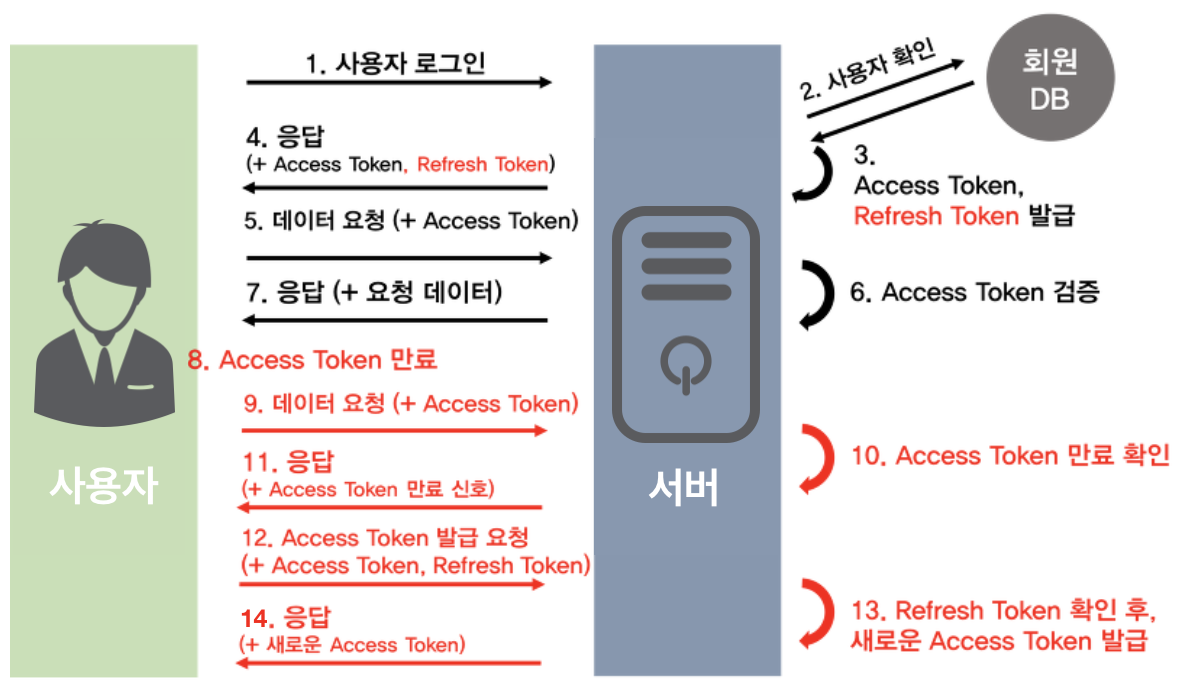 1. 사용자 로그인
2. 사용자 확인
회원
DB
3.
Access Token,
Refresh Token 발급
4. 응답
(+ Access Token, Refresh Token)
5. 데이터 요청 (+ Access Token)
6. Access Token 검증
7. 응답 (+ 요청 데이터)
8. Access Token 만료
9. 데이터 요청 (+ Access Token)
10. Access Token 만료 확인
11. 응답
(+ Access Token 만료 신호)
12. Access Token 발급 요청
(+ Access Token, Refresh Token)
13. Refresh Token 확인 후,
새로운 Access Token 발급
14. 응답
(+ 새로운 Access Token)
사용자
서버